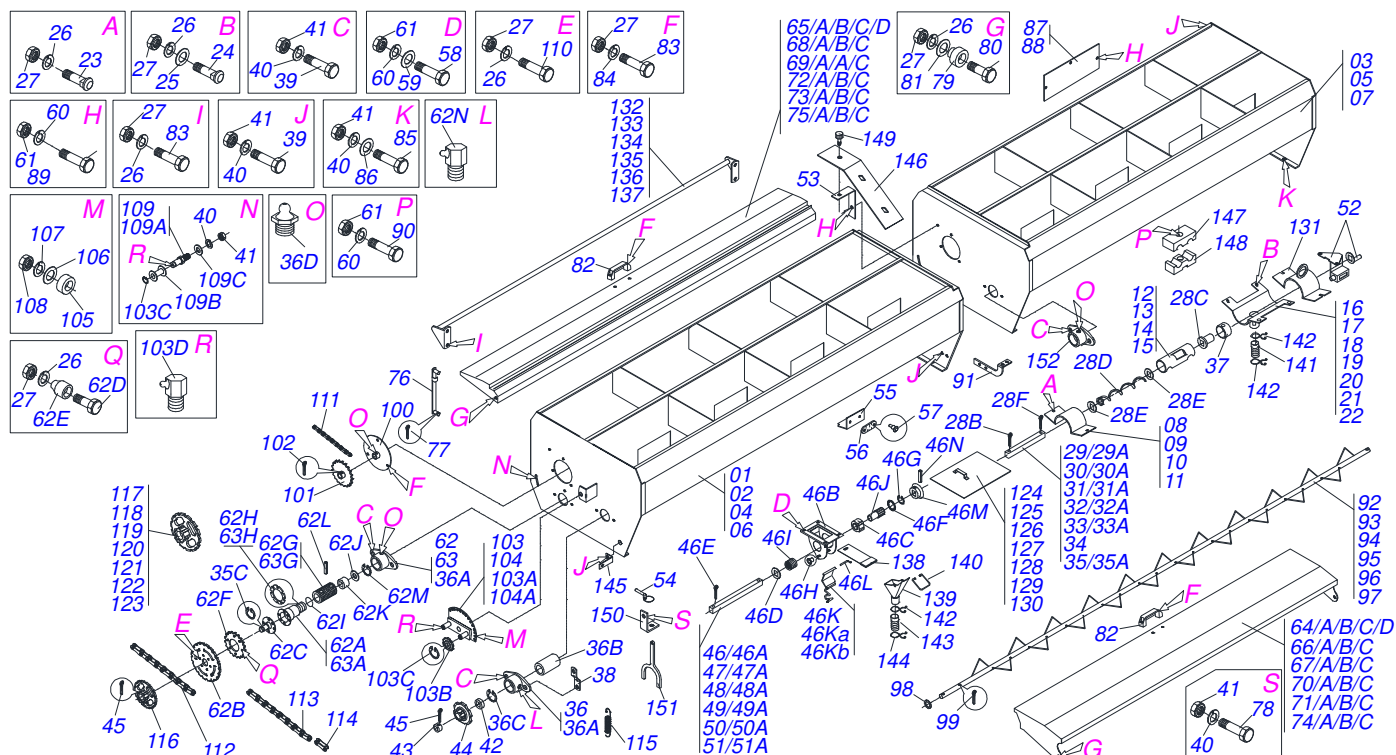 A
26
23
27
B
26
24
27
25
C
41
40
39
D
61
58
60
59
E
27
110
26
F
27
83
84
65/A/B/C/D
68/A/B/C
69/A/A/C
72/A/B/C
73/A/B/C
75/A/B/C
G
26
27
80
81
79
87
88
H
J
03
05
07
H
60
61
89
I
27
83
26
J
41
39
40
K
41
85
40
86
L
62N
132
133
134
135
136
137
149
146
53
H
K
M
107
106
108
105
N
109
109A
40
41
R
109C
109B
103C
O
36D
P
61
90
60
F
82
I
P
147
148
131
52
B
O
C
152
12
13
14
15
28C
28D
37
142
141
142
16
17
18
19
20
21
22
Q
26
27
62D
62E
R
103D
76
G
77
111
100
O
102
101
F
N
J
91
55
56
57
A
28F
28B
28E
28E
08
09
10
11
01
02
04
06
46N
46G
46J
46B
D
46F
46M
46C
46I
46E
46D
46H
46L
46K
46Ka
46Kb
138
140
139
142
143
144
29/29A
30/30A
31/31A
32/32A
33/33A
34
35/35A
124
125
126
127
128
129
130
92
93
94
95
96
97
117
118
119
120
121
122
123
62H
63H
62G
63G
62L
62J
C
O
62
63
36A
103
104
103A
104A
35C
62F
62I
62K
62M
E
62C
62A
63A
Q
62B
R
M
103C
103B
J
145
54
150
S
151
36B
C
38
L
36
36A
36C
45
43
44
42
115
45
116
112
113
114
46/46A
47/47A
48/48A
49/49A
50/50A
51/51A
98
99
82
F
64/A/B/C/D
66/A/B/C
67/A/B/C
70/A/B/C
71/A/B/C
74/A/B/C
G
S
41
78
40